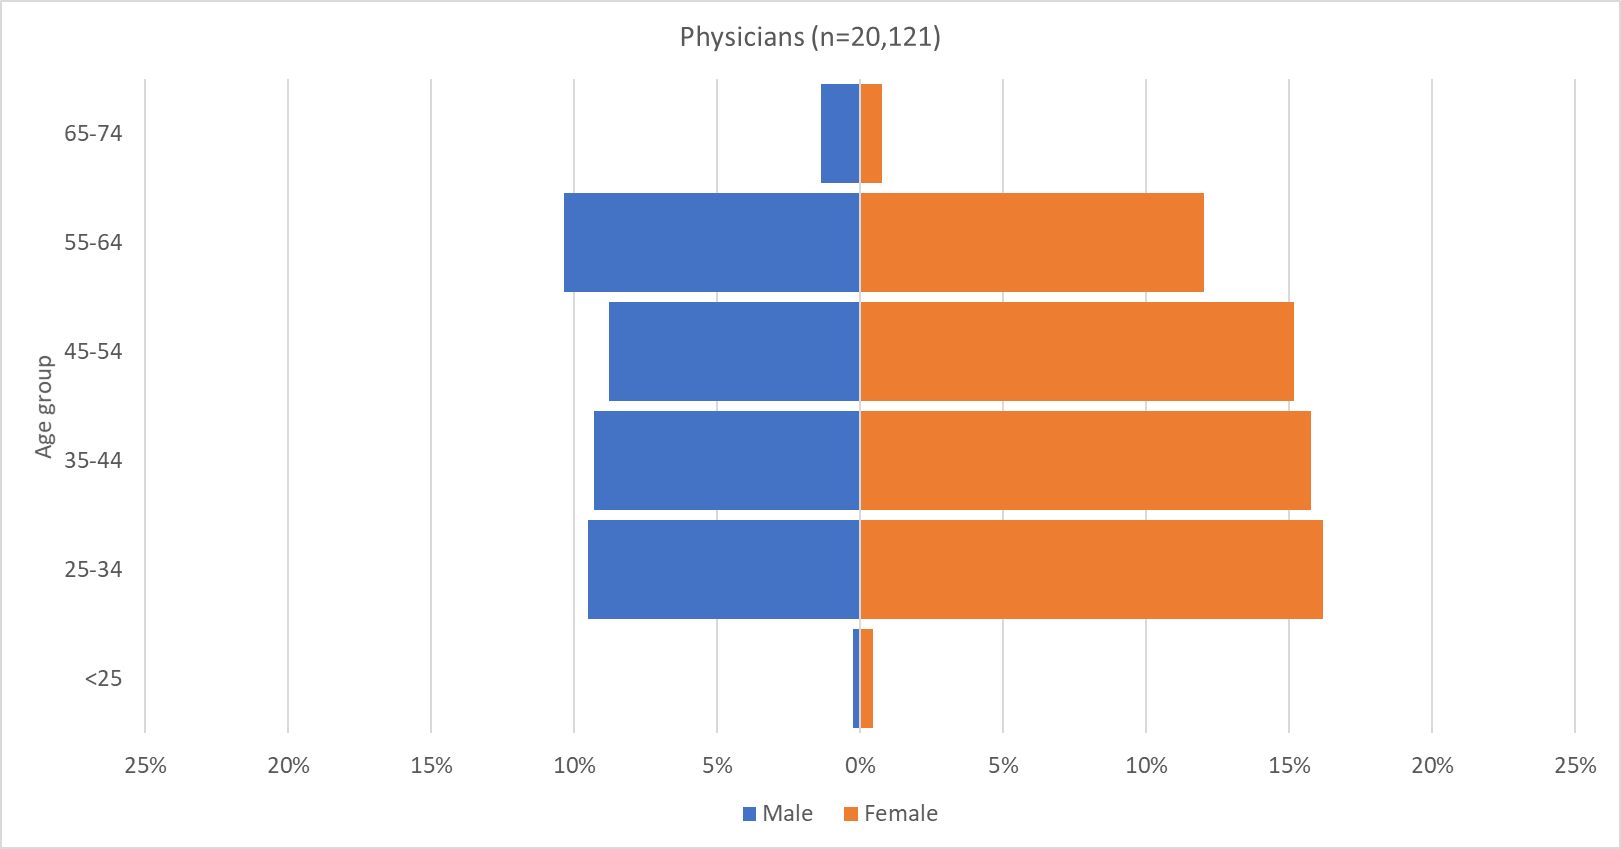 Physicians (n=20,121)
Age group
65-74
55-64
45-54
35-44
25-34
<25
25% 20% 15% 10% 5% 0% 5% 10% 15% 20% 25%
Male Female